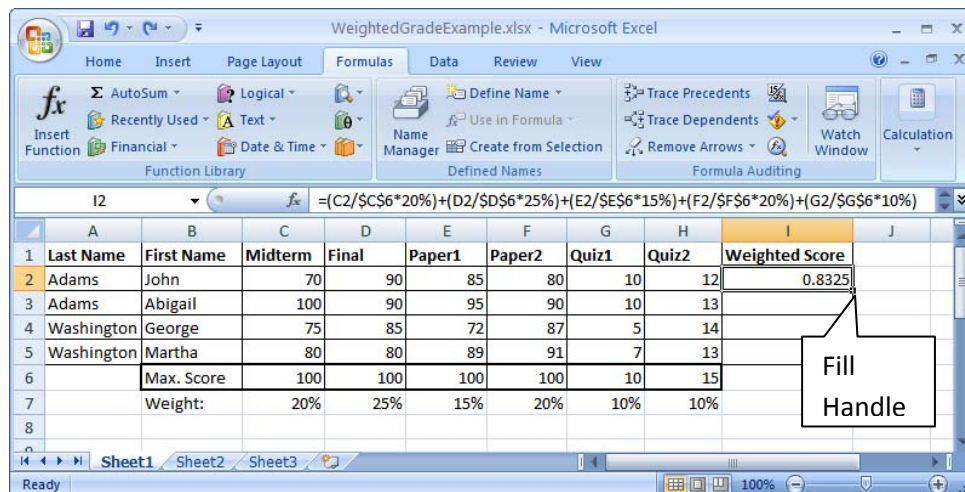 WeightedGradeExample.xlsx - Microsoft Excel
Home Insert Page Layout Formulas Data Review View
fx Insert Function
Σ AutoSum
Recently Used
Financial
Logical
Text
Date & Time
Function Library
Name Manager
Define Name
Use in Formula
Create from Selection
Defined Names
Trace Precedents
Trace Dependents
Remove Arrows
Watch Window
Formula Auditing
Calculation
I2 fx =(C2/$C$6*20%)+(D2/$D$6*25%)+(E2/$E$6*15%)+(F2/$F$6*20%)+(G2/$G$6*10%)
A B C D E F G H I J
1 Last Name First Name Midterm Final Paper1 Paper2 Quiz1 Quiz2 Weighted Score
2 Adams John 70 90 85 80 10 12 0.8325
3 Adams Abigail 100 90 95 90 10 13
4 Washington George 75 85 72 87 5 14
5 Washington Martha 80 80 89 91 7 13
6 Max. Score 100 100 100 100 10 15
7 Weight: 20% 25% 15% 20% 10% 10%
8
Fill
Handle
Sheet1 Sheet2 Sheet3
Ready 100%